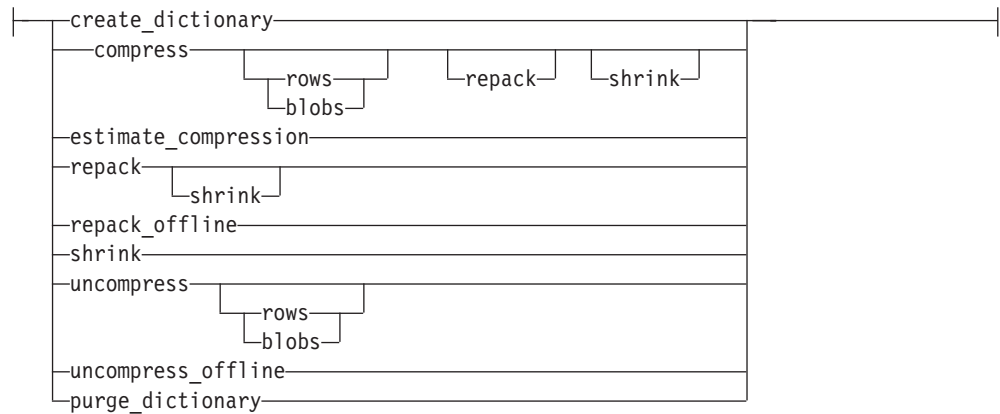 create_dictionary
compress
rows repack shrink
blobs
estimate_compression
repack
shrink
repack_offline
shrink
uncompress
rows
blobs
uncompress_offline
purge_dictionary